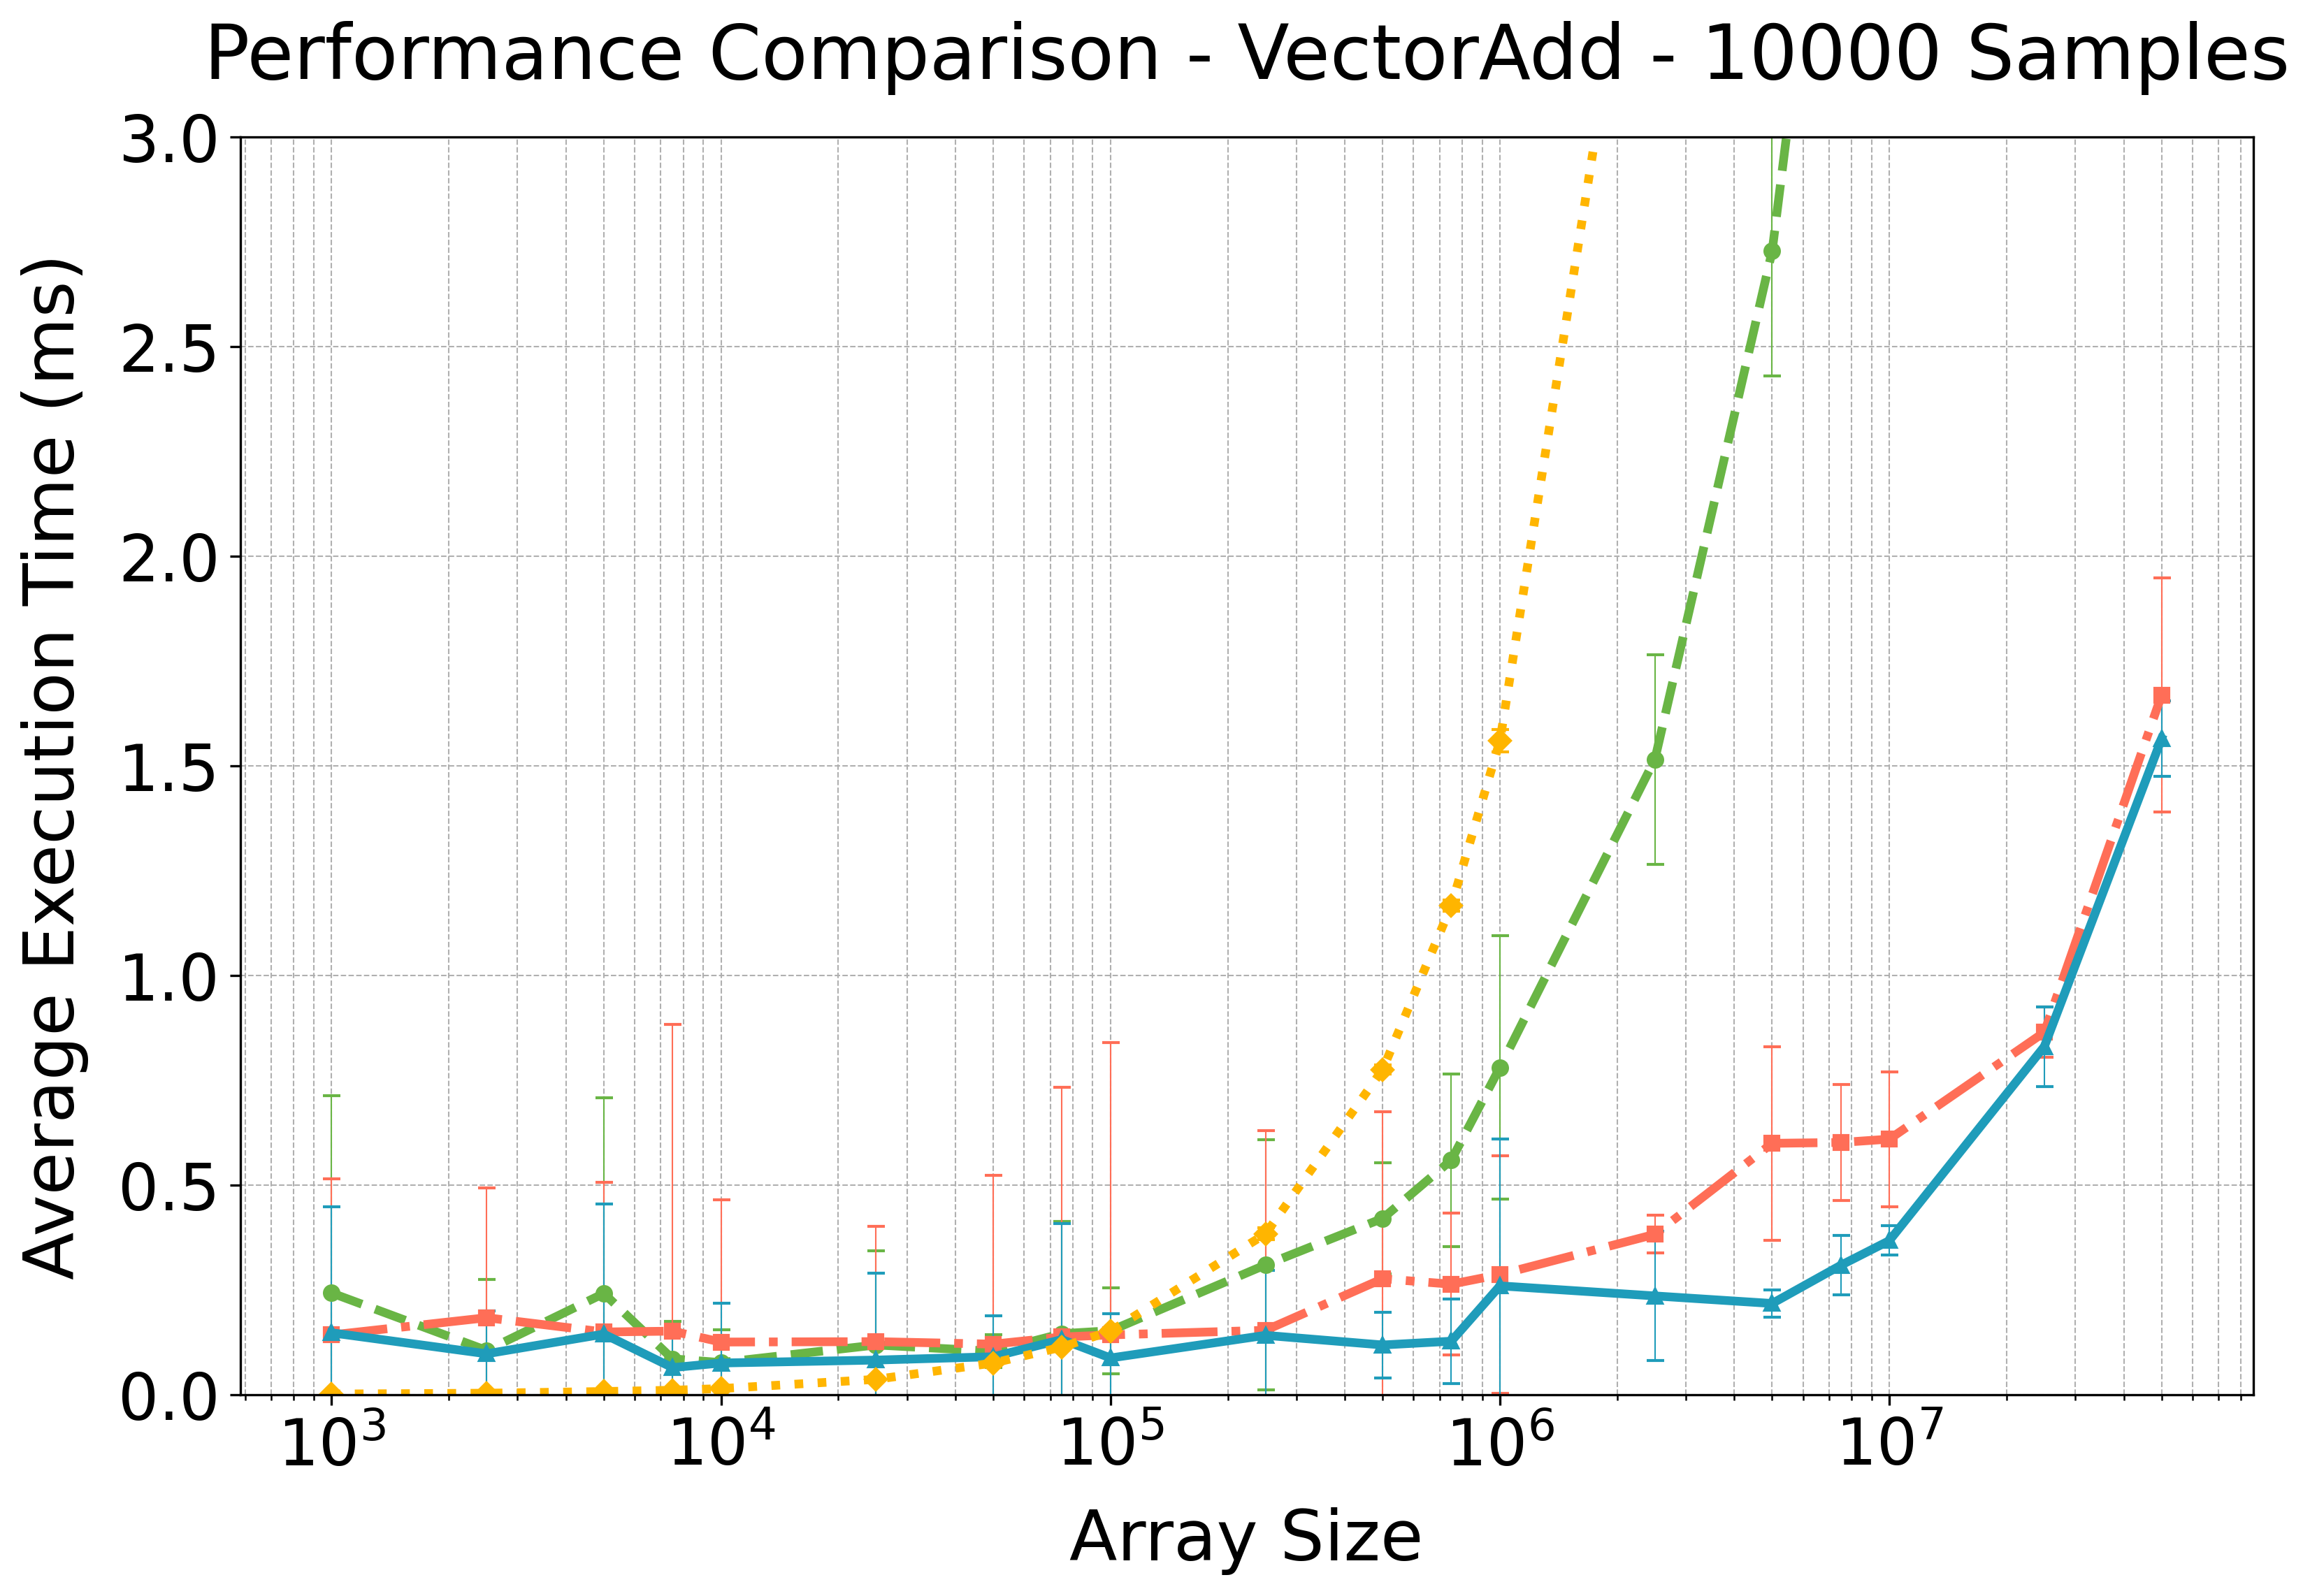 Performance Comparison - VectorAdd - 10000 Samples
Average Execution Time (ms)
3.0
2.5
2.0
1.5
1.0
0.5
0.0
10³ 10⁴ 10⁵ 10⁶ 10⁷
Array Size